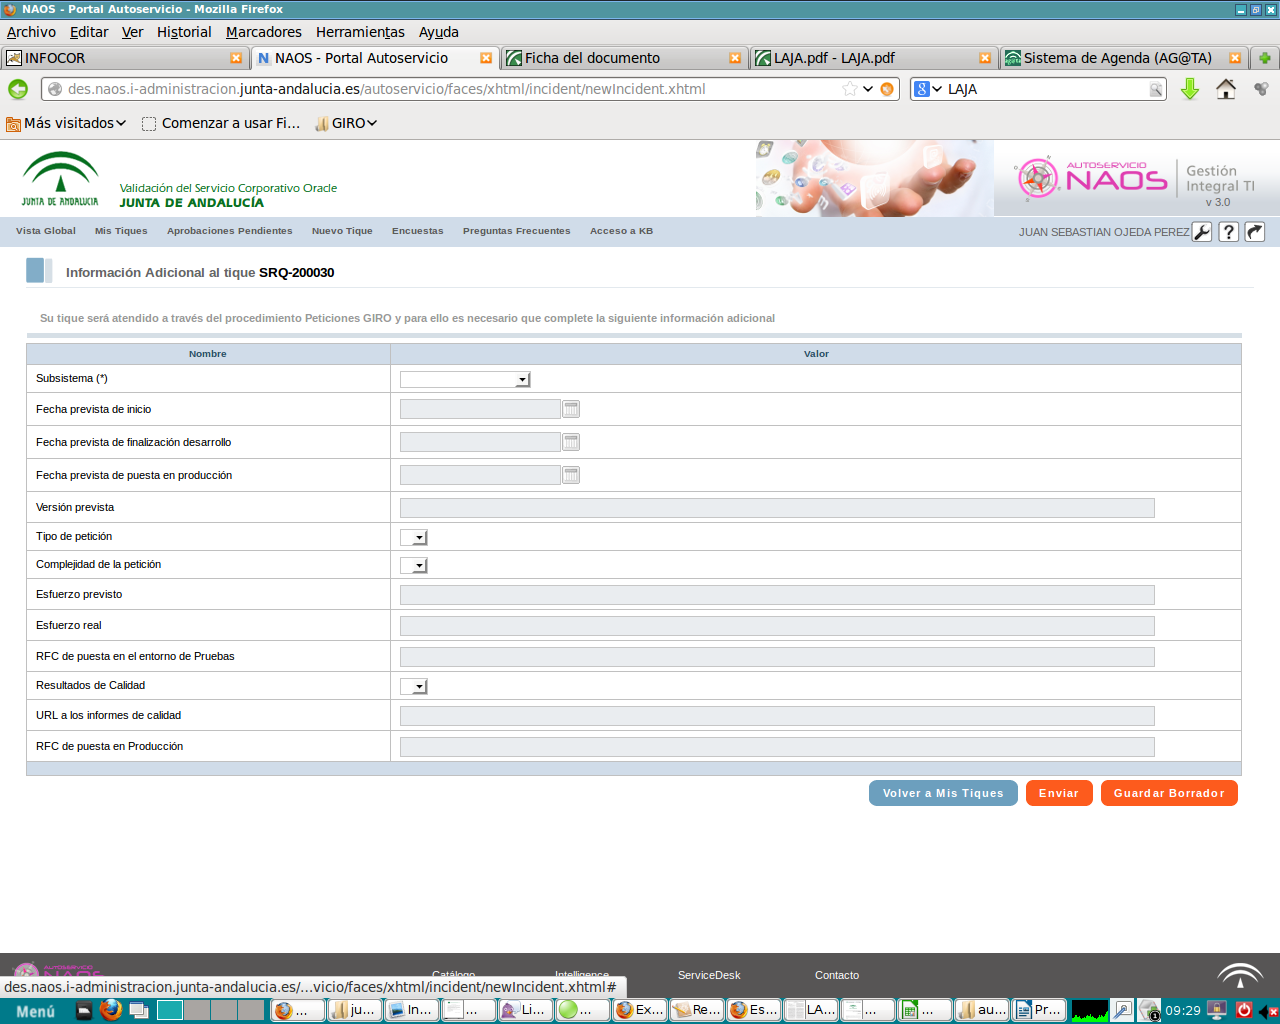 NAOS - Portal Autoservicio - Mozilla Firefox
Archivo Editar Ver Historial Marcadores Herramientas Ayuda
INFOCOR NAOS - Portal Autoservicio Ficha del documento LAJA.pdf - LAJA.pdf Sistema de Agenda (AG@TA)
des.naos.i-administracion.junta-andalucia.es/autoservicio/faces/xhtml/incident/newIncident.xhtml LAJA
Más visitados Comenzar a usar Fi... GIRO
JUNTA DE ANDALUCIA
Validación del Servicio Corporativo Oracle
JUNTA DE ANDALUCÍA
AUTOSERVICIO
NAOS
Gestión
Integral TI
v 3.0
Vista Global Mis Tiques Aprobaciones Pendientes Nuevo Tique Encuestas Preguntas Frecuentes Acceso a KB JUAN SEBASTIAN OJEDA PEREZ
Información Adicional al tique SRQ-200030
Su tique será atendido a través del procedimiento Peticiones GIRO y para ello es necesario que complete la siguiente información adicional
Nombre Valor
Subsistema (*)
Fecha prevista de inicio
Fecha prevista de finalización desarrollo
Fecha prevista de puesta en producción
Versión prevista
Tipo de petición
Complejidad de la petición
Esfuerzo previsto
Esfuerzo real
RFC de puesta en el entorno de Pruebas
Resultados de Calidad
URL a los informes de calidad
RFC de puesta en Producción
Volver a Mis Tiques Enviar Guardar Borrador
AUTOSERVICIO
NAOS
Catálogo Intelligence ServiceDesk Contacto
des.naos.i-administracion.junta-andalucia.es/...vicio/faces/xhtml/incident/newIncident.xhtml#
Menú ... ju... In... ... Li... ... Ex... Re... Es... LA... ... ... au... Pr... 1 09:29